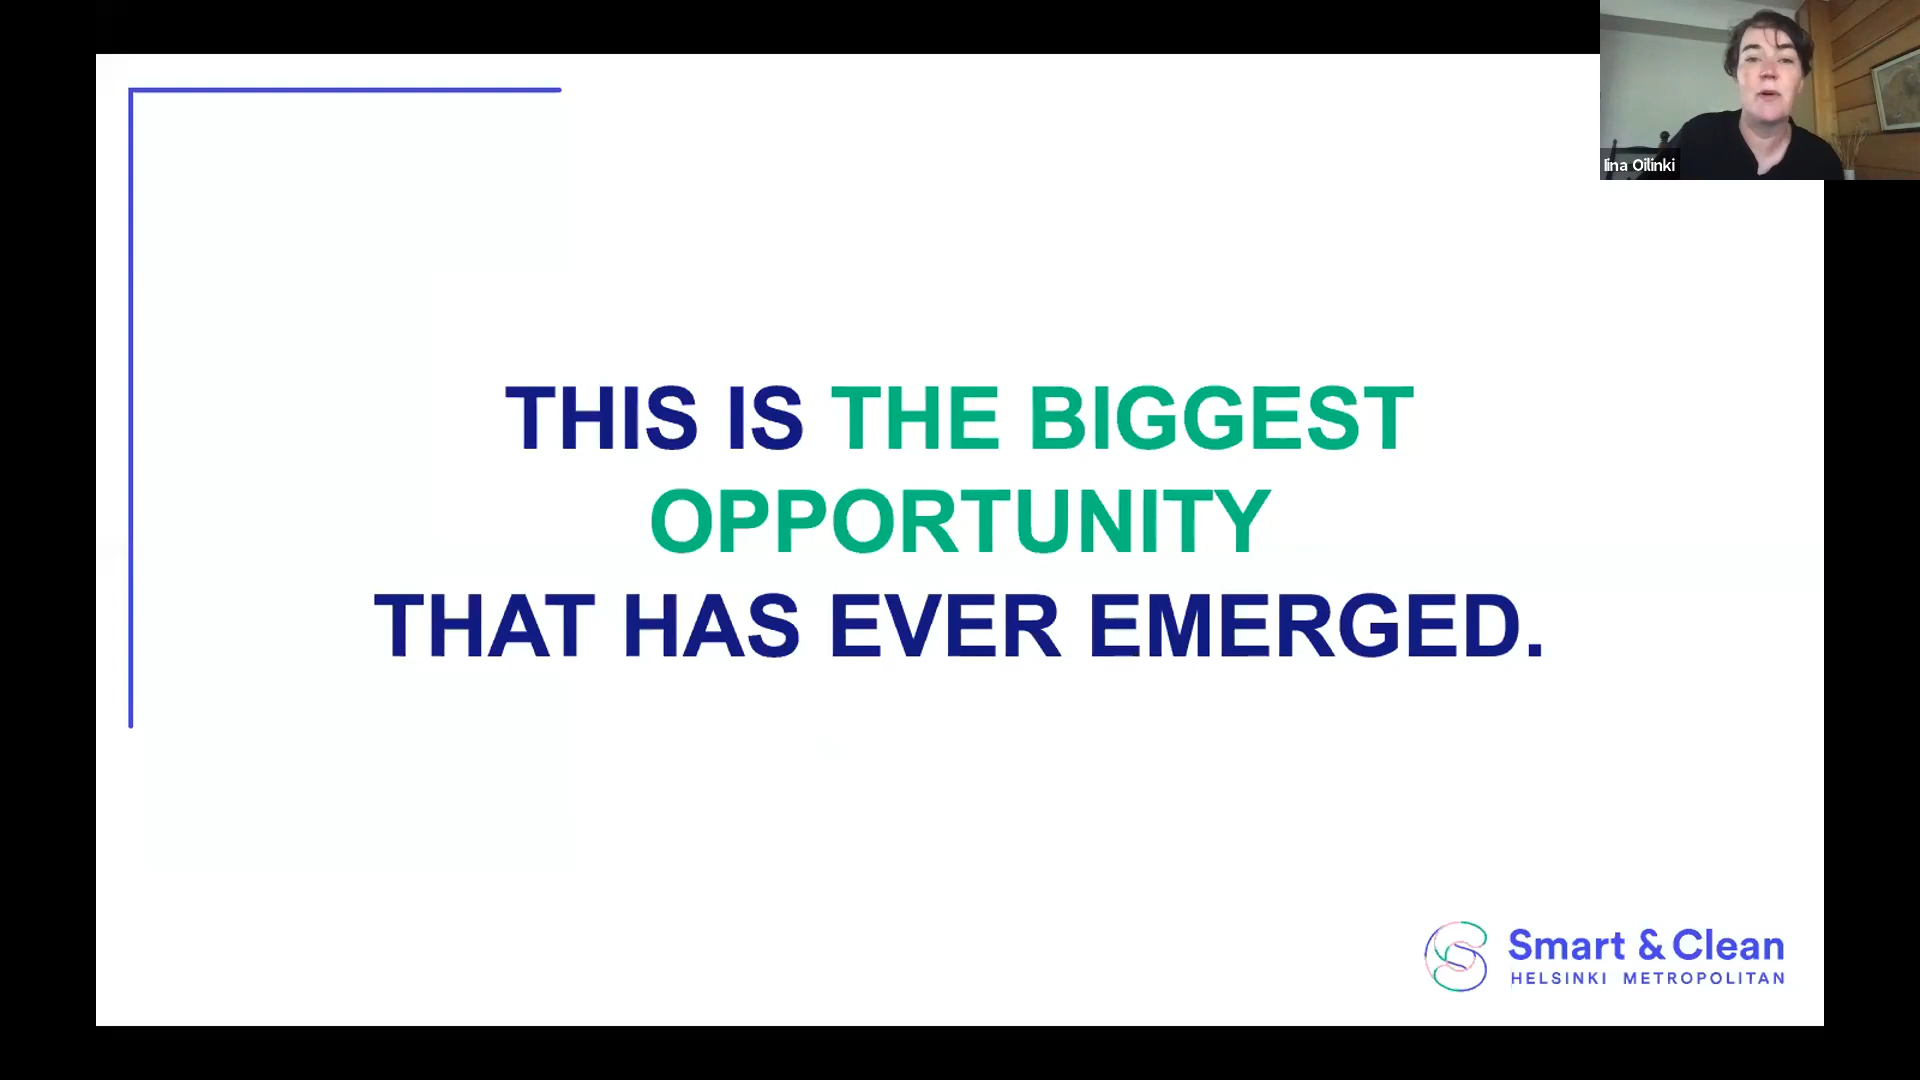 Iina Oilinki
THIS IS THE BIGGEST
OPPORTUNITY
THAT HAS EVER EMERGED.
Smart & Clean
HELSINKI METROPOLITAN